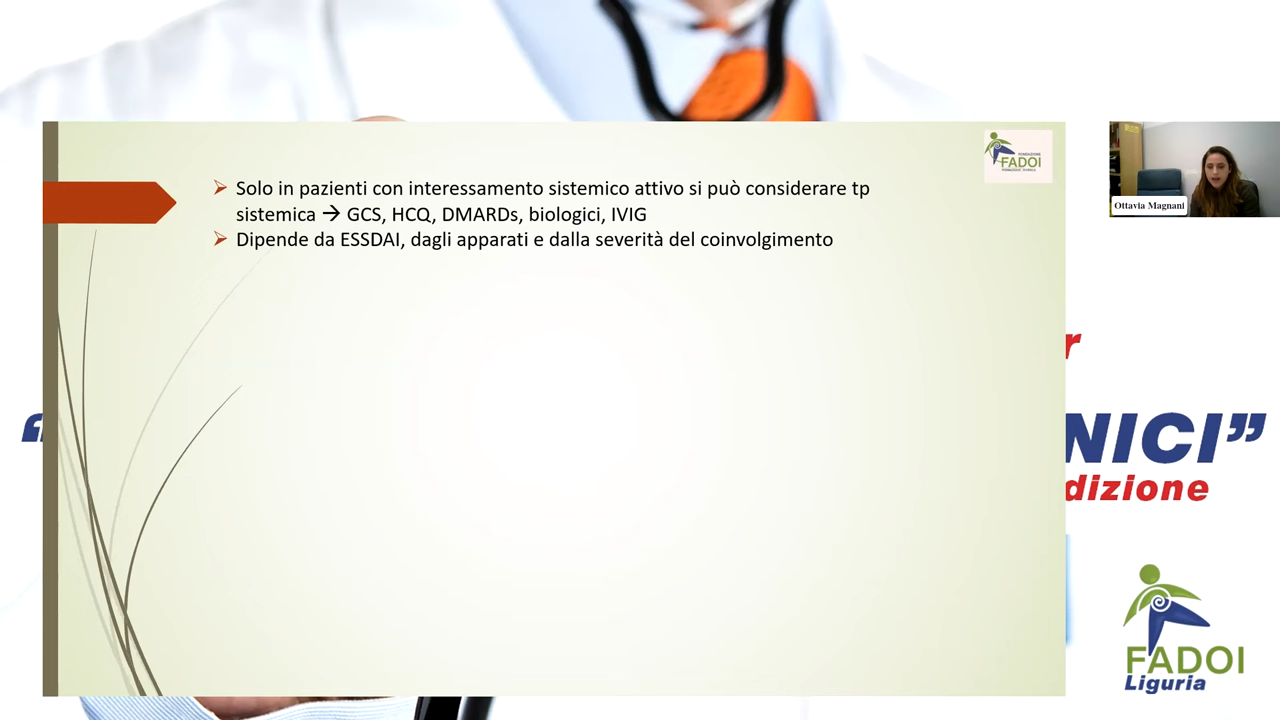 Solo in pazienti con interessamento sistemico attivo si può considerare tp
sistemica → GCS, HCQ, DMARDs, biologici, IVIG
Dipende da ESSDAI, dagli apparati e dalla severità del coinvolgimento
FADOI
Ottavia Magnani
r
“
NICI”
dizione
FADOI
Liguria